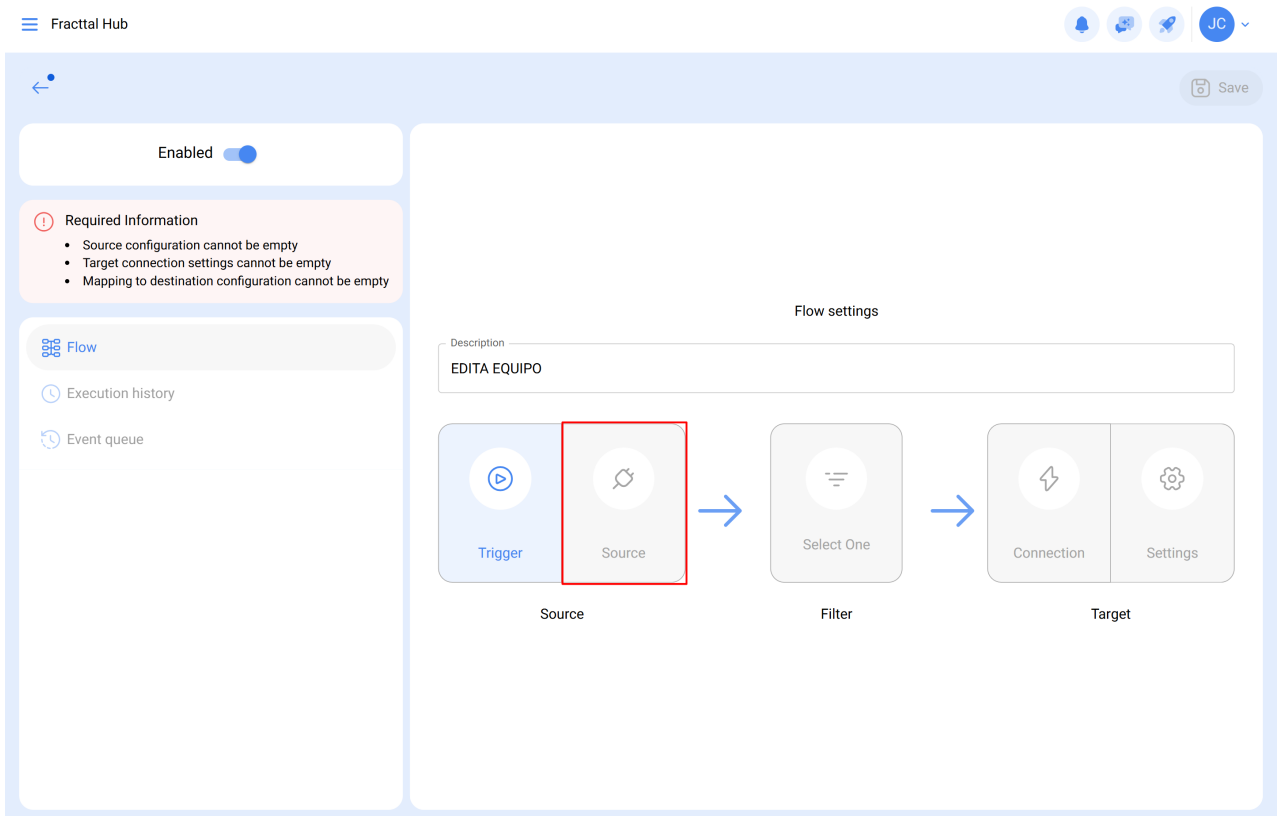 Fracttal Hub
JC
Save
Enabled
Required Information
Source configuration cannot be empty
Target connection settings cannot be empty
Mapping to destination configuration cannot be empty
Flow
Execution history
Event queue
Flow settings
Description
EDITA EQUIPO
Trigger
Source
Select One
Connection
Settings
Source
Filter
Target